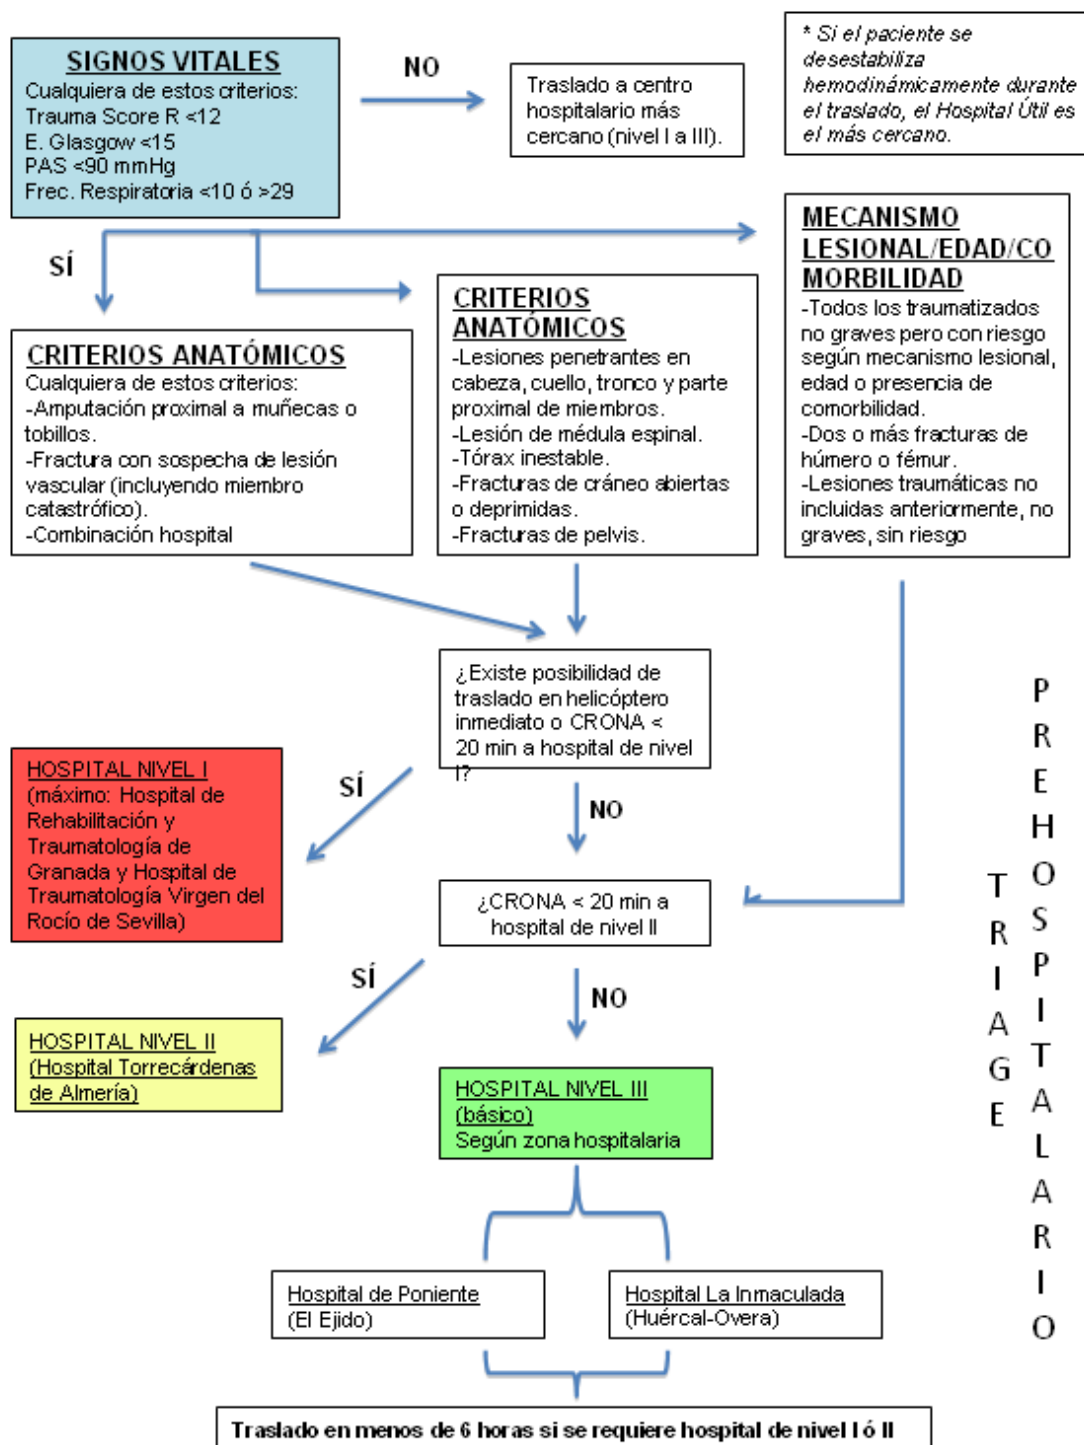 SIGNOS VITALES
Cualquiera de estos criterios:
Trauma Score R <12
E. Glasgow <15
PAS <90 mmHg
Frec. Respiratoria <10 ó >29
NO
Traslado a centro
hospitalario más
cercano (nivel I a III).
* Si el paciente se
desestabiliza
hemodinámicamente durante
el traslado, el Hospital Útil es
el más cercano.
SÍ
CRITERIOS ANATÓMICOS
Cualquiera de estos criterios:
-Amputación proximal a muñecas o
tobillos.
-Fractura con sospecha de lesión
vascular (incluyendo miembro
catastrófico).
-Combinación hospital
CRITERIOS
ANATÓMICOS
-Lesiones penetrantes en
cabeza, cuello, tronco y parte
proximal de miembros.
-Lesión de médula espinal.
-Tórax inestable.
-Fracturas de cráneo abiertas
o deprimidas.
-Fracturas de pelvis.
MECANISMO
LESIONAL/EDAD/CO
MORBILIDAD
-Todos los traumatizados
no graves pero con riesgo
según mecanismo lesional,
edad o presencia de
comorbilidad.
-Dos o más fracturas de
húmero o fémur.
-Lesiones traumáticas no
incluidas anteriormente, no
graves, sin riesgo
¿Existe posibilidad de
traslado en helicóptero
inmediato o CRONA <
20 min a hospital de nivel
I?
SÍ
NO
HOSPITAL NIVEL I
(máximo: Hospital de
Rehabilitación y
Traumatología de
Granada y Hospital de
Traumatología Virgen del
Rocío de Sevilla)
¿CRONA < 20 min a
hospital de nivel II
SÍ
NO
HOSPITAL NIVEL II
(Hospital Torrecárdenas
de Almería)
HOSPITAL NIVEL III
(básico)
Según zona hospitalaria
Hospital de Poniente
(El Ejido)
Hospital La Inmaculada
(Huércal-Overa)
Traslado en menos de 6 horas si se requiere hospital de nivel I ó II
TRIAGE
PREHOSPITALARIO